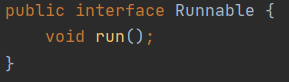 public interface Runnable {
    void run();
}